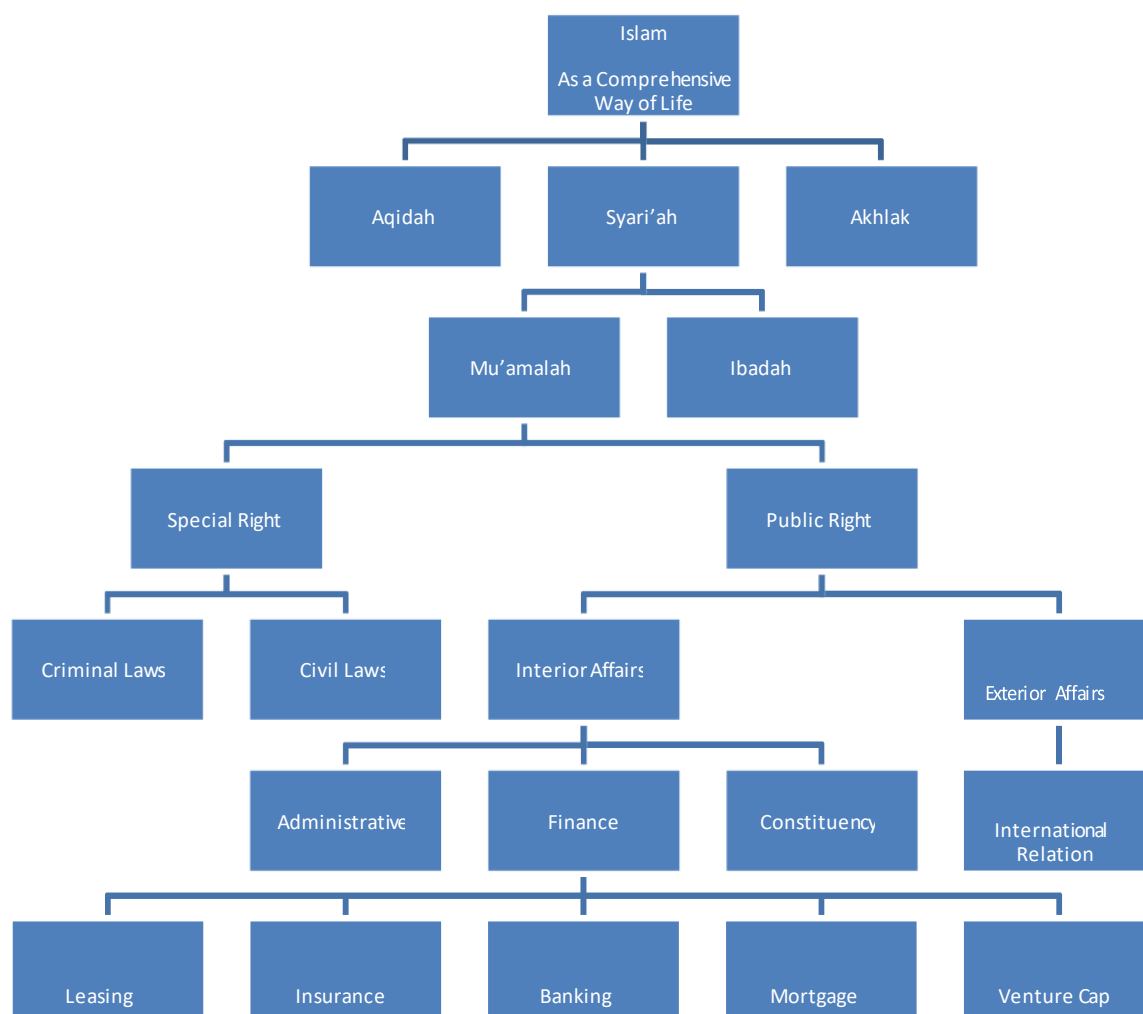 Islam
As a Comprehensive
Way of Life
Aqidah
Syari’ah
Akhlak
Mu’amalah
Ibadah
Special Right
Public Right
Criminal Laws
Civil Laws
Interior Affairs
Exterior Affairs
Administrative
Finance
Constituency
International
Relation
Leasing
Insurance
Banking
Mortgage
Venture Cap